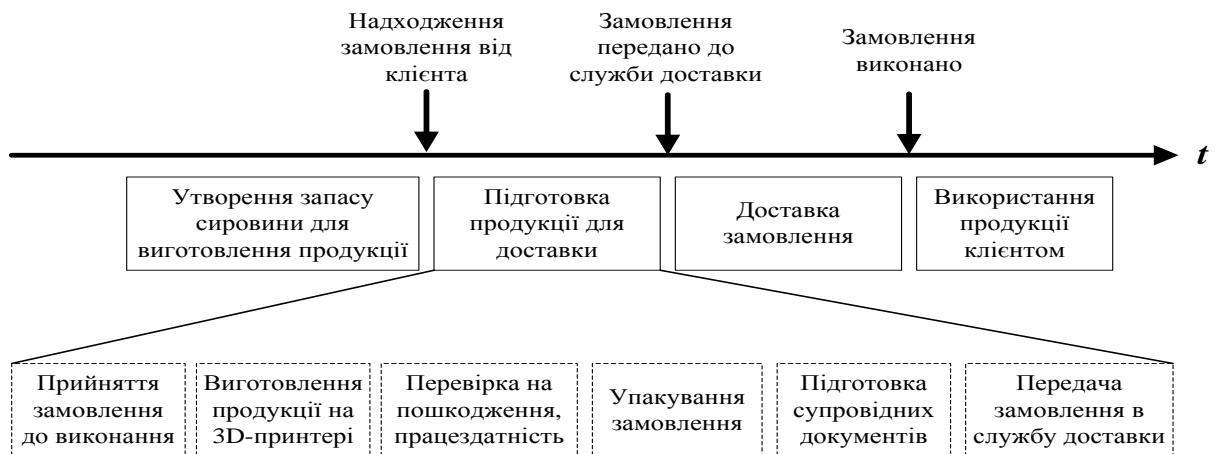 Надходження
замовлення від
клієнта
Замовлення
передано до
служби доставки
Замовлення
виконано
t
Утворення запасу
сировини для
виготовлення продукції
Підготовка
продукції для
доставки
Доставка
замовлення
Використання
продукції
клієнтом
Прийняття
замовлення
до виконання
Виготовлення
продукції на
3D-принтері
Перевірка на
пошкодження,
працездатність
Упакування
замовлення
Підготовка
супровідних
документів
Передача
замовлення в
службу доставки